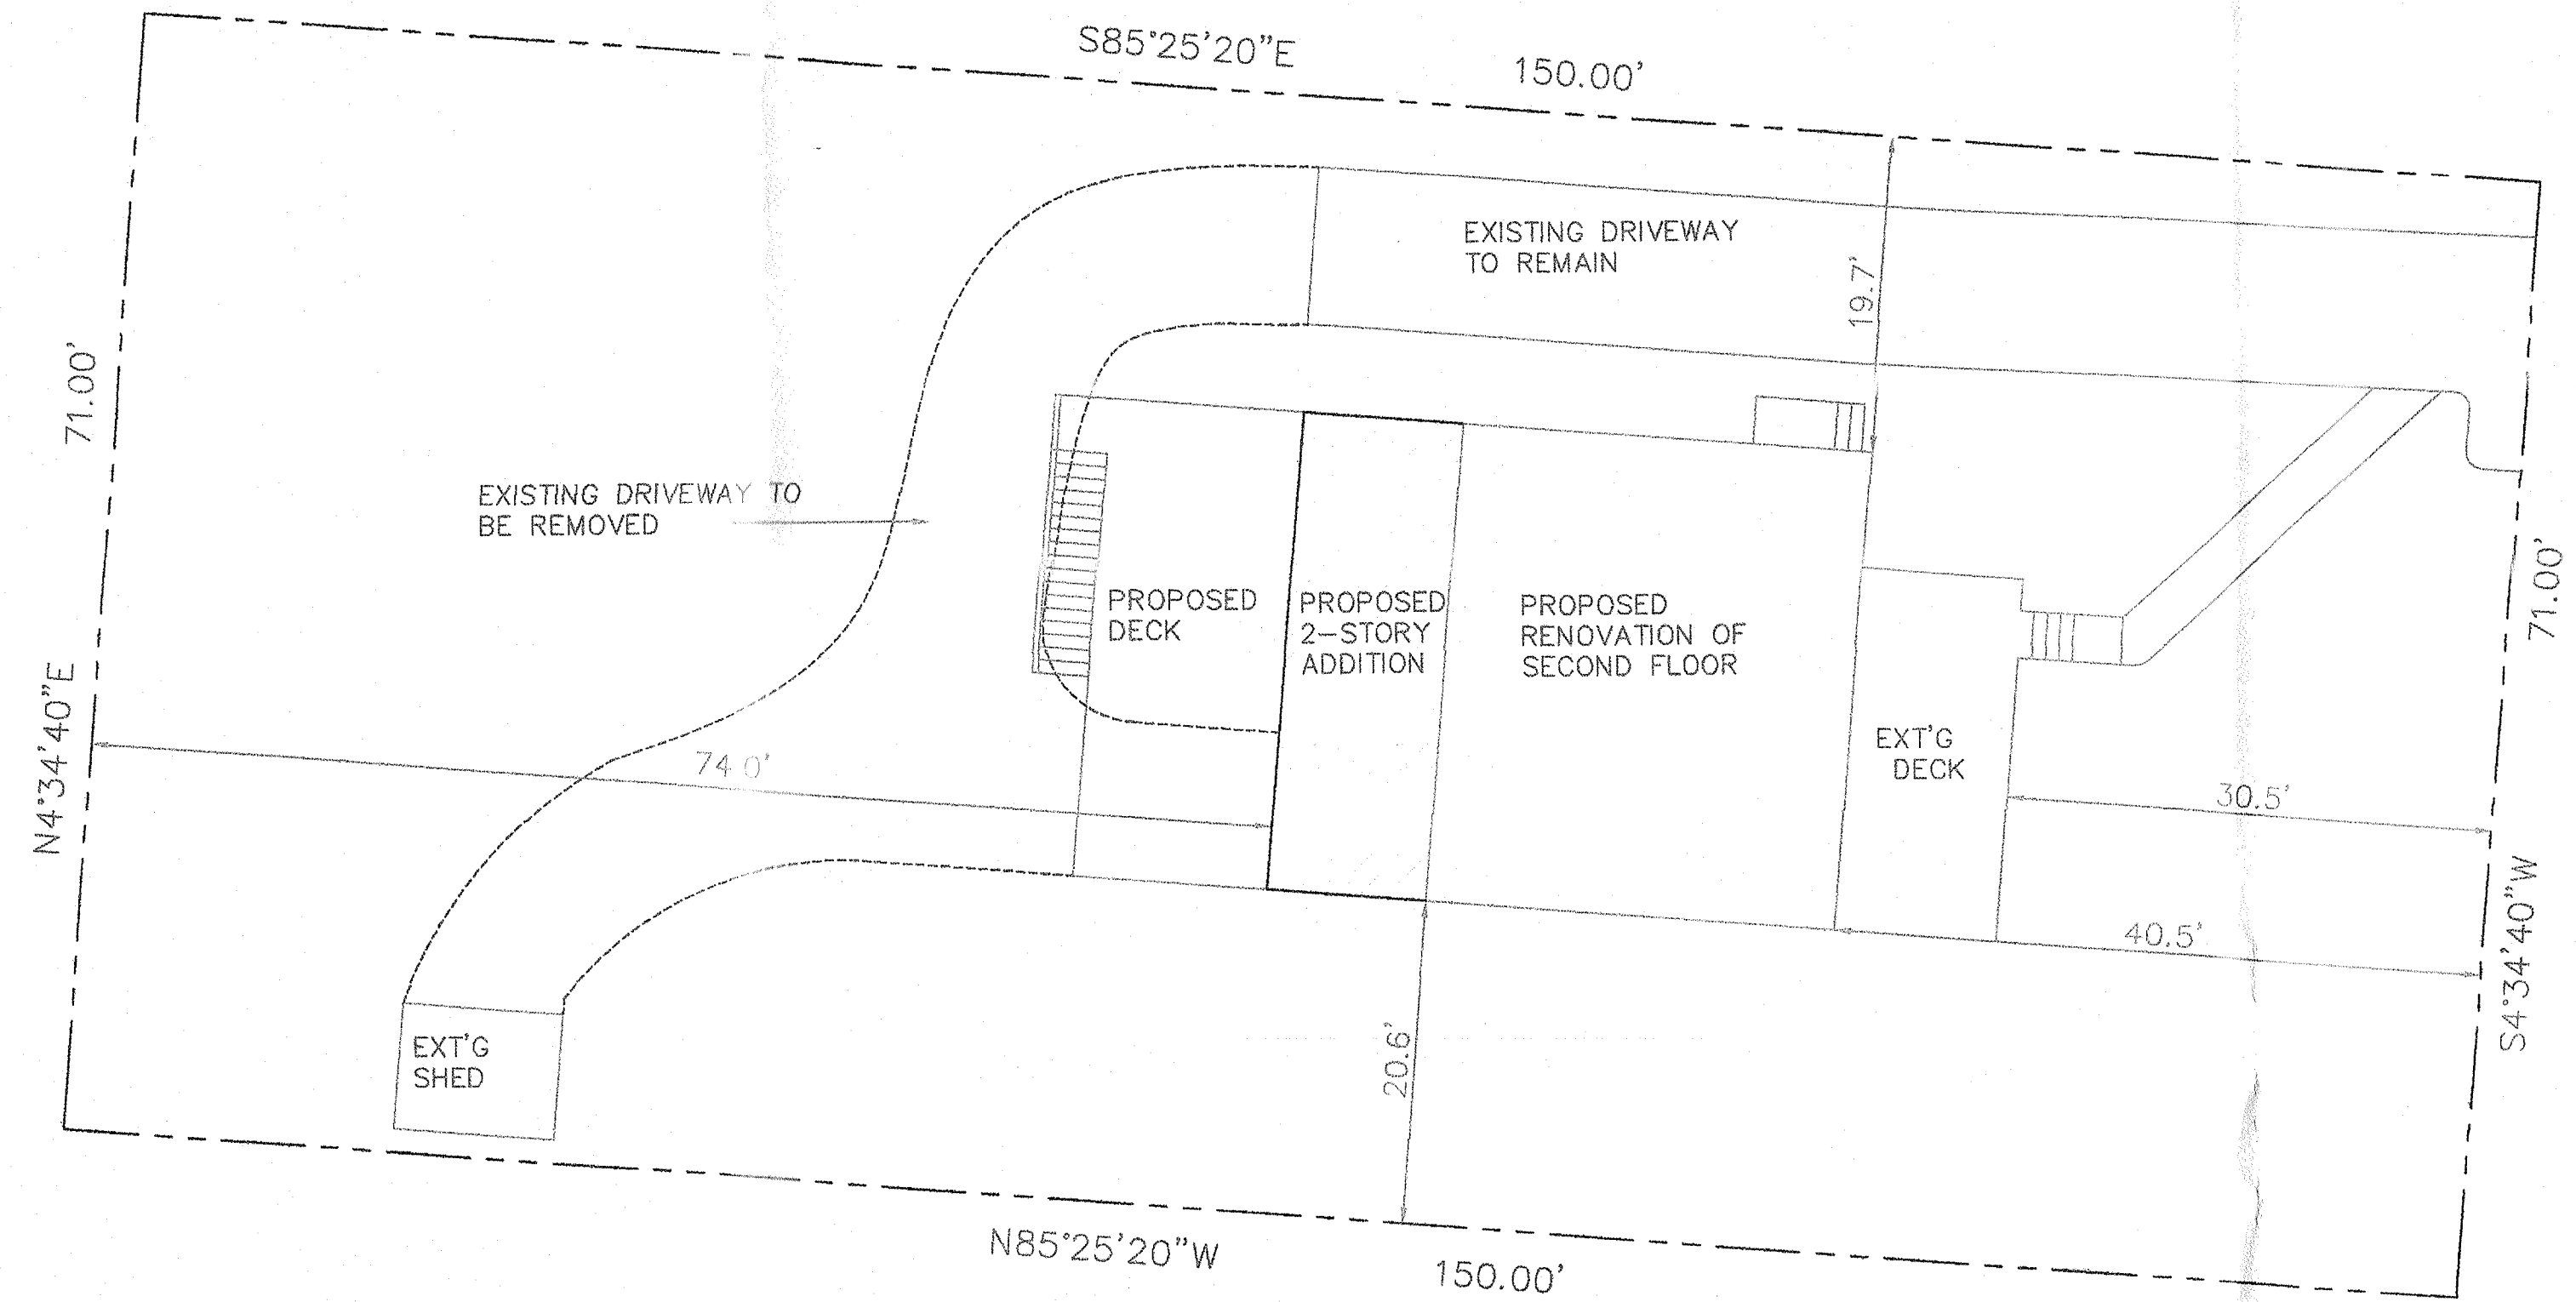 S85°25'20"E
150.00'
EXISTING DRIVEWAY
TO REMAIN
19.7'
71.00'
EXISTING DRIVEWAY TO
BE REMOVED
PROPOSED
DECK
PROPOSED
2-STORY
ADDITION
PROPOSED
RENOVATION OF
SECOND FLOOR
71.00'
N4°34'40"E
74.0'
EXT'G
DECK
30.5'
40.5'
S4°34'40"W
EXT'G
SHED
20.6'
N85°25'20"W
150.00'